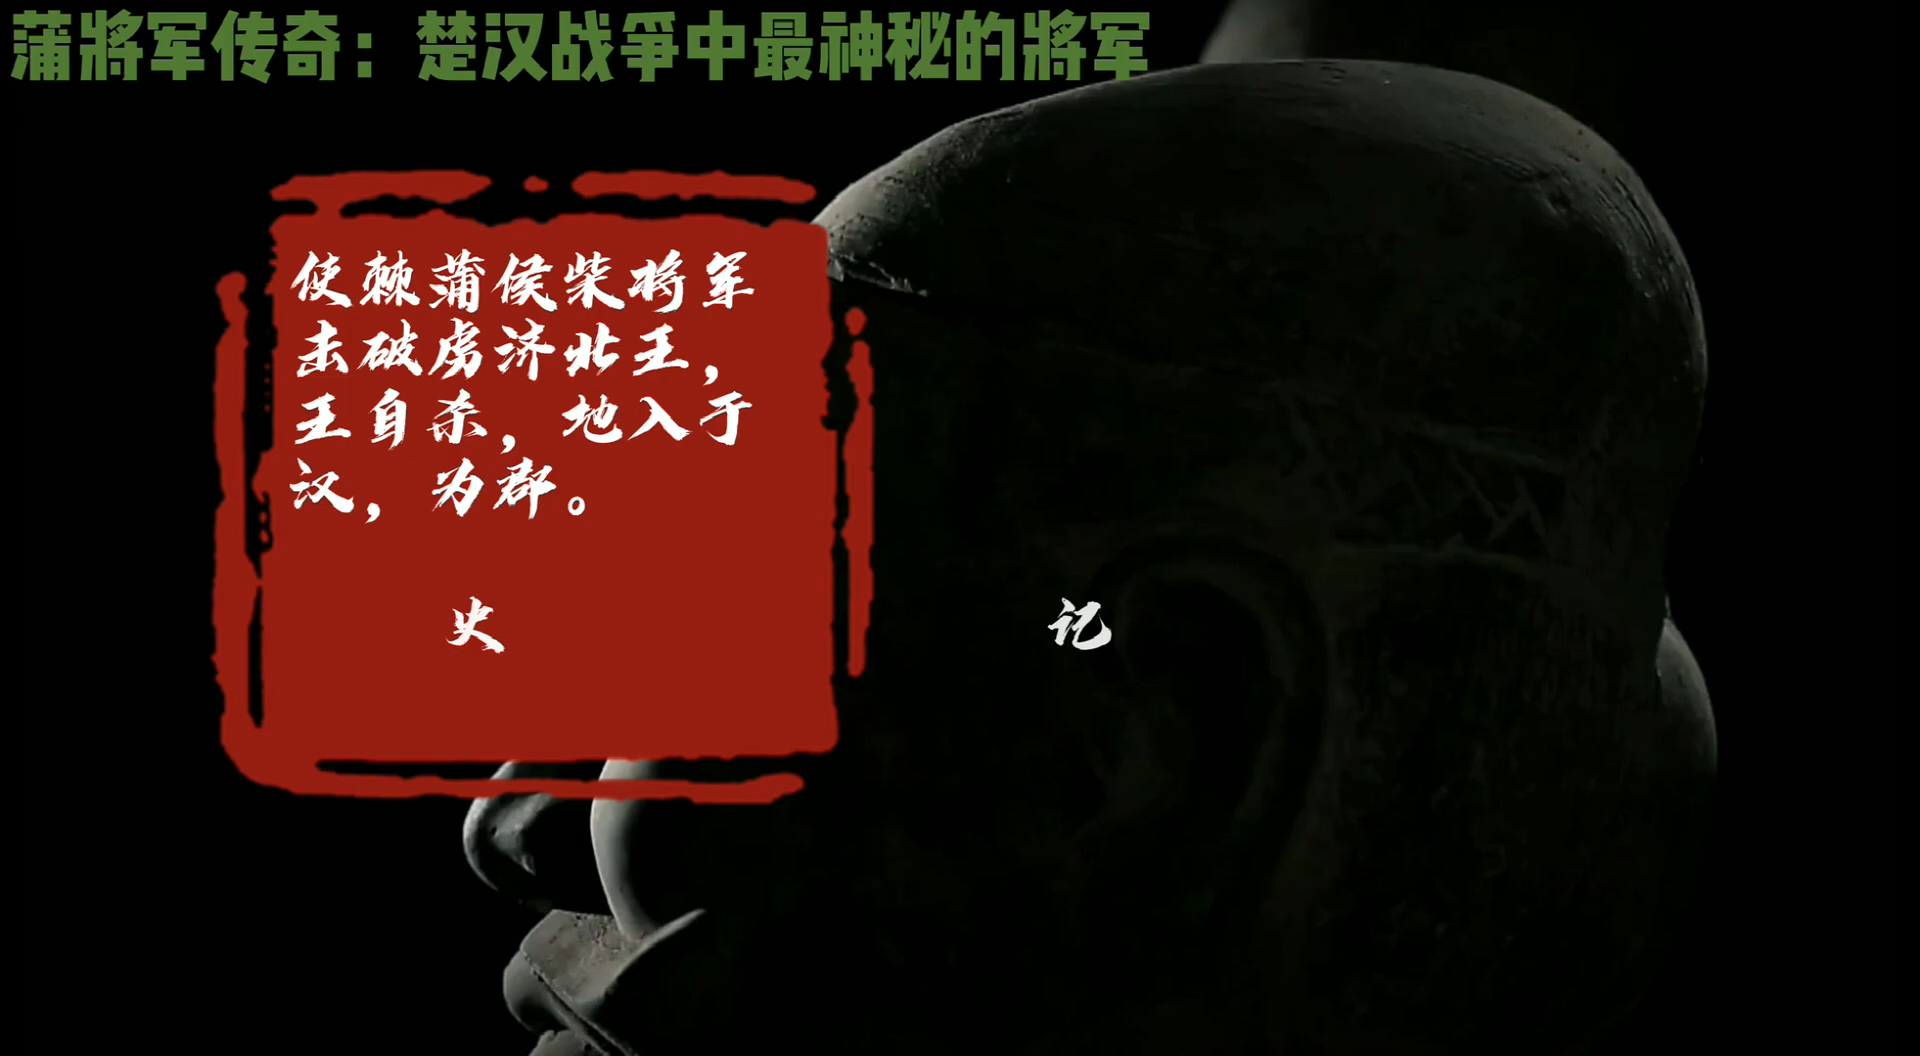 蒲将军传奇：楚汉战争中最神秘的将军
使棘蒲侯柴将军
击破虏济北王，
王自杀，地入于
汉，为郡。
史记